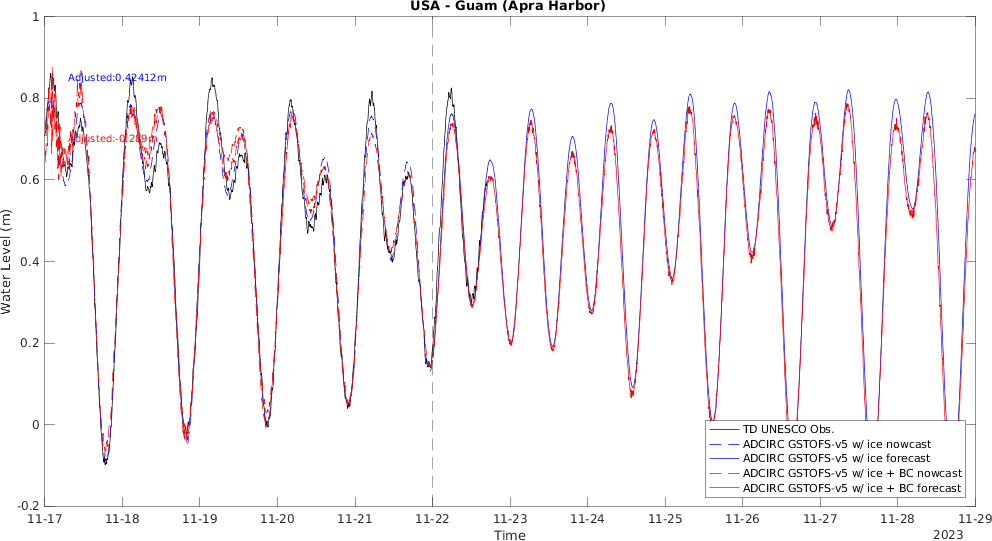 USA - Guam (Apra Harbor)
1
0.8
0.6
0.4
0.2
0
-0.2
Water Level (m)
Adjusted:0.42412m
TD UNESCO Obs.
ADCIRC GSTOFS-v5 w/ ice nowcast
ADCIRC GSTOFS-v5 w/ ice forecast
ADCIRC GSTOFS-v5 w/ ice + BC nowcast
ADCIRC GSTOFS-v5 w/ ice + BC forecast
11-17 11-18 11-19 11-20 11-21 11-22 11-23 11-24 11-25 11-26 11-27 11-28 11-29
Time
2023